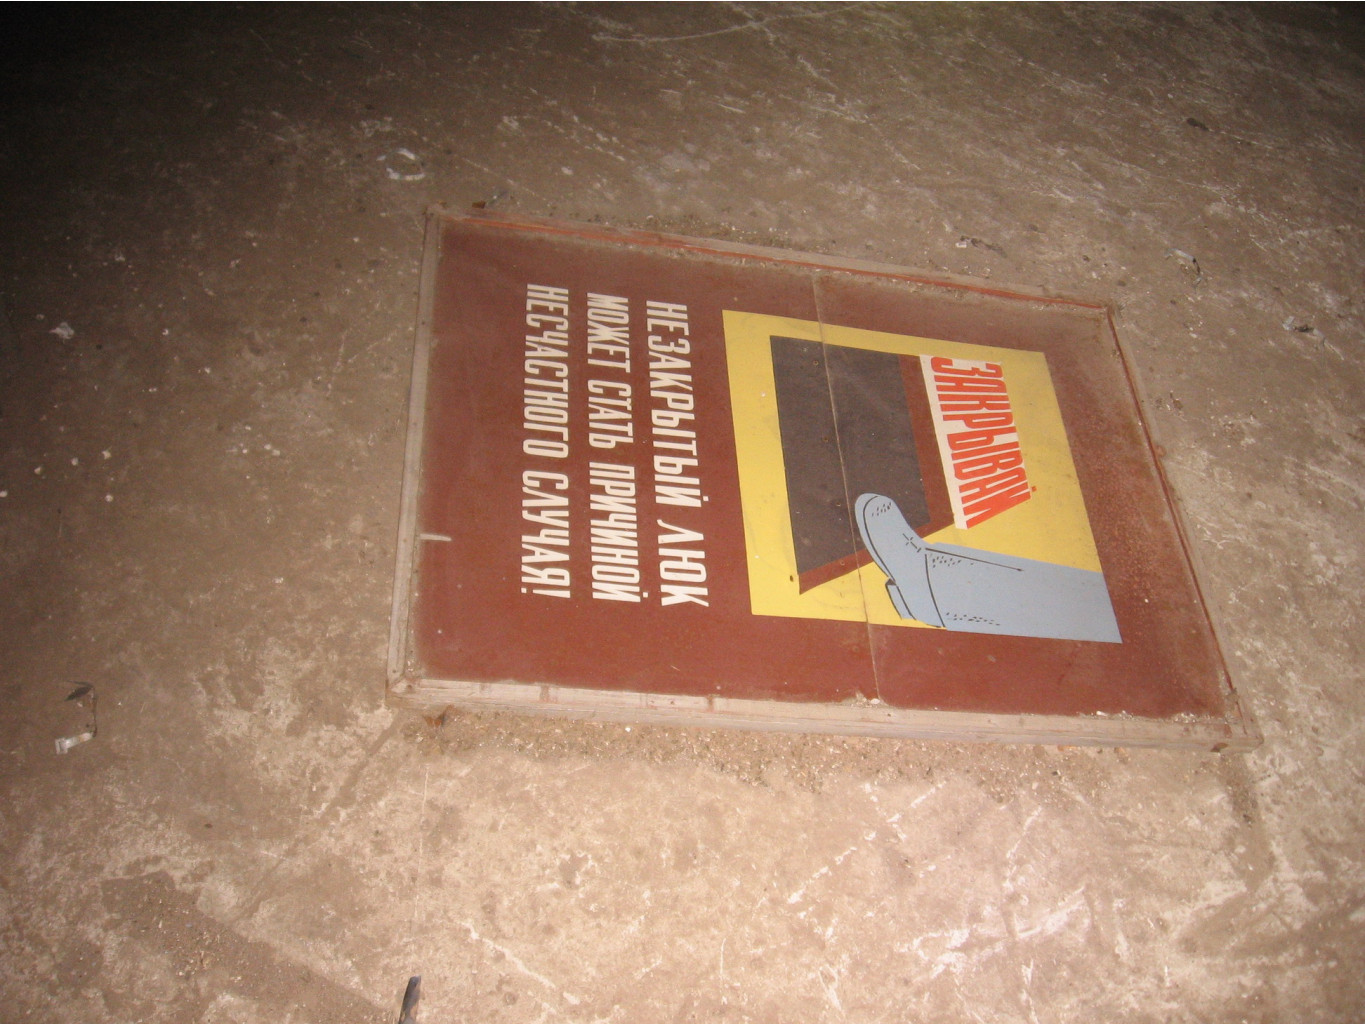 ЗАКРЫВАЙ
НЕЗАКРЫТЫЙ ЛЮК
МОЖЕТ СТАТЬ ПРИЧИНОЙ
НЕСЧАСТНОГО СЛУЧАЯ!